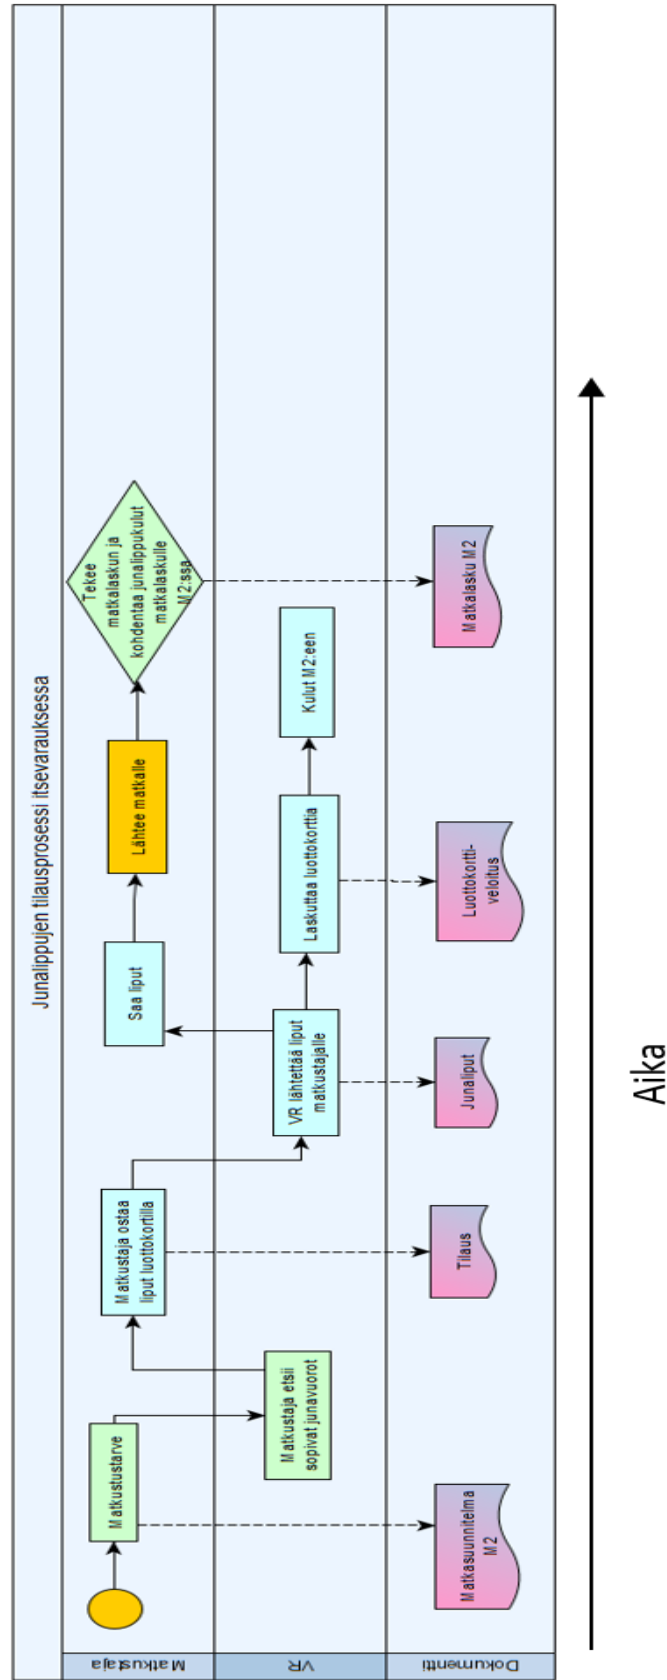 Junalippujen tilausprosessi itsevarauksessa
Matkustaja
VR
Dokumentti
Matkustustarve
Matkustaja etsii
sopivat junavuorot
Matkustaja ostaa
liput luottokortilla
VR lähtettää liput
matkustajalle
Saa liput
Lähtee matkalle
Laskuttaa luottokorttia
Kulut M2:een
Tekee
matkalaskun ja
kohdentaa junalippukulut
matkalaskulle
M2:ssa
Matkasuunnitelma
M2
Tilaus
Junaliput
Luottokortti-
veloitus
Matkalasku M2
Aika